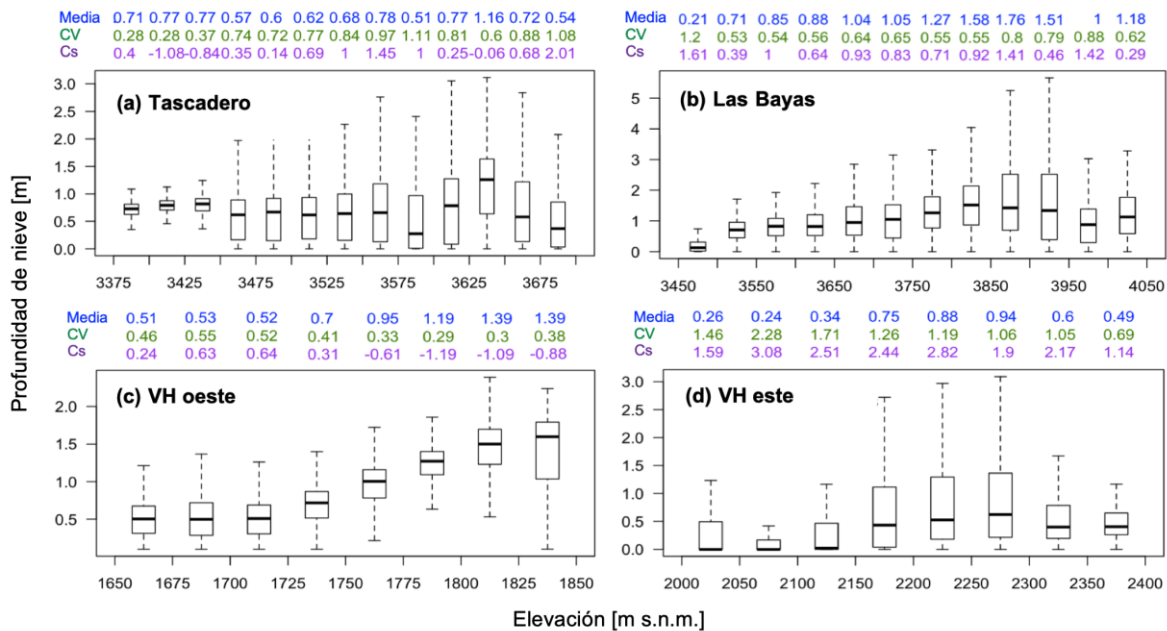 Media 0.71 0.77 0.77 0.57 0.6 0.62 0.68 0.78 0.51 0.77 1.16 0.72 0.54
CV 0.28 0.28 0.37 0.74 0.72 0.77 0.84 0.97 1.11 0.81 0.6 0.88 1.08
Cs 0.4 -1.08 -0.84 0.35 0.14 0.69 1 1.45 1 0.25 -0.06 0.68 2.01
(a) Tascadero
3.0
2.5
2.0
1.5
1.0
0.5
0.0
3375 3425 3475 3525 3575 3625 3675
Media 0.21 0.71 0.85 0.88 1.04 1.05 1.27 1.58 1.76 1.51 1 1.18
CV 1.2 0.53 0.54 0.56 0.64 0.65 0.55 0.55 0.8 0.79 0.88 0.62
Cs 1.61 0.39 1 0.64 0.93 0.83 0.71 0.92 1.41 0.46 1.42 0.29
(b) Las Bayas
5
4
3
2
1
0
3450 3550 3650 3750 3850 3950 4050
Profundidad de nieve [m]
Media 0.51 0.53 0.52 0.7 0.95 1.19 1.39 1.39
CV 0.46 0.55 0.52 0.41 0.33 0.29 0.3 0.38
Cs 0.24 0.63 0.64 0.31 -0.61 -1.19 -1.09 -0.88
(c) VH oeste
2.0
1.5
1.0
0.5
1650 1675 1700 1725 1750 1775 1800 1825 1850
Media 0.26 0.24 0.34 0.75 0.88 0.94 0.6 0.49
CV 1.46 2.28 1.71 1.26 1.19 1.06 1.05 0.69
Cs 1.59 3.08 2.51 2.44 2.82 1.9 2.17 1.14
(d) VH este
3.0
2.5
2.0
1.5
1.0
0.5
0.0
2000 2050 2100 2150 2200 2250 2300 2350 2400
Elevación [m s.n.m.]